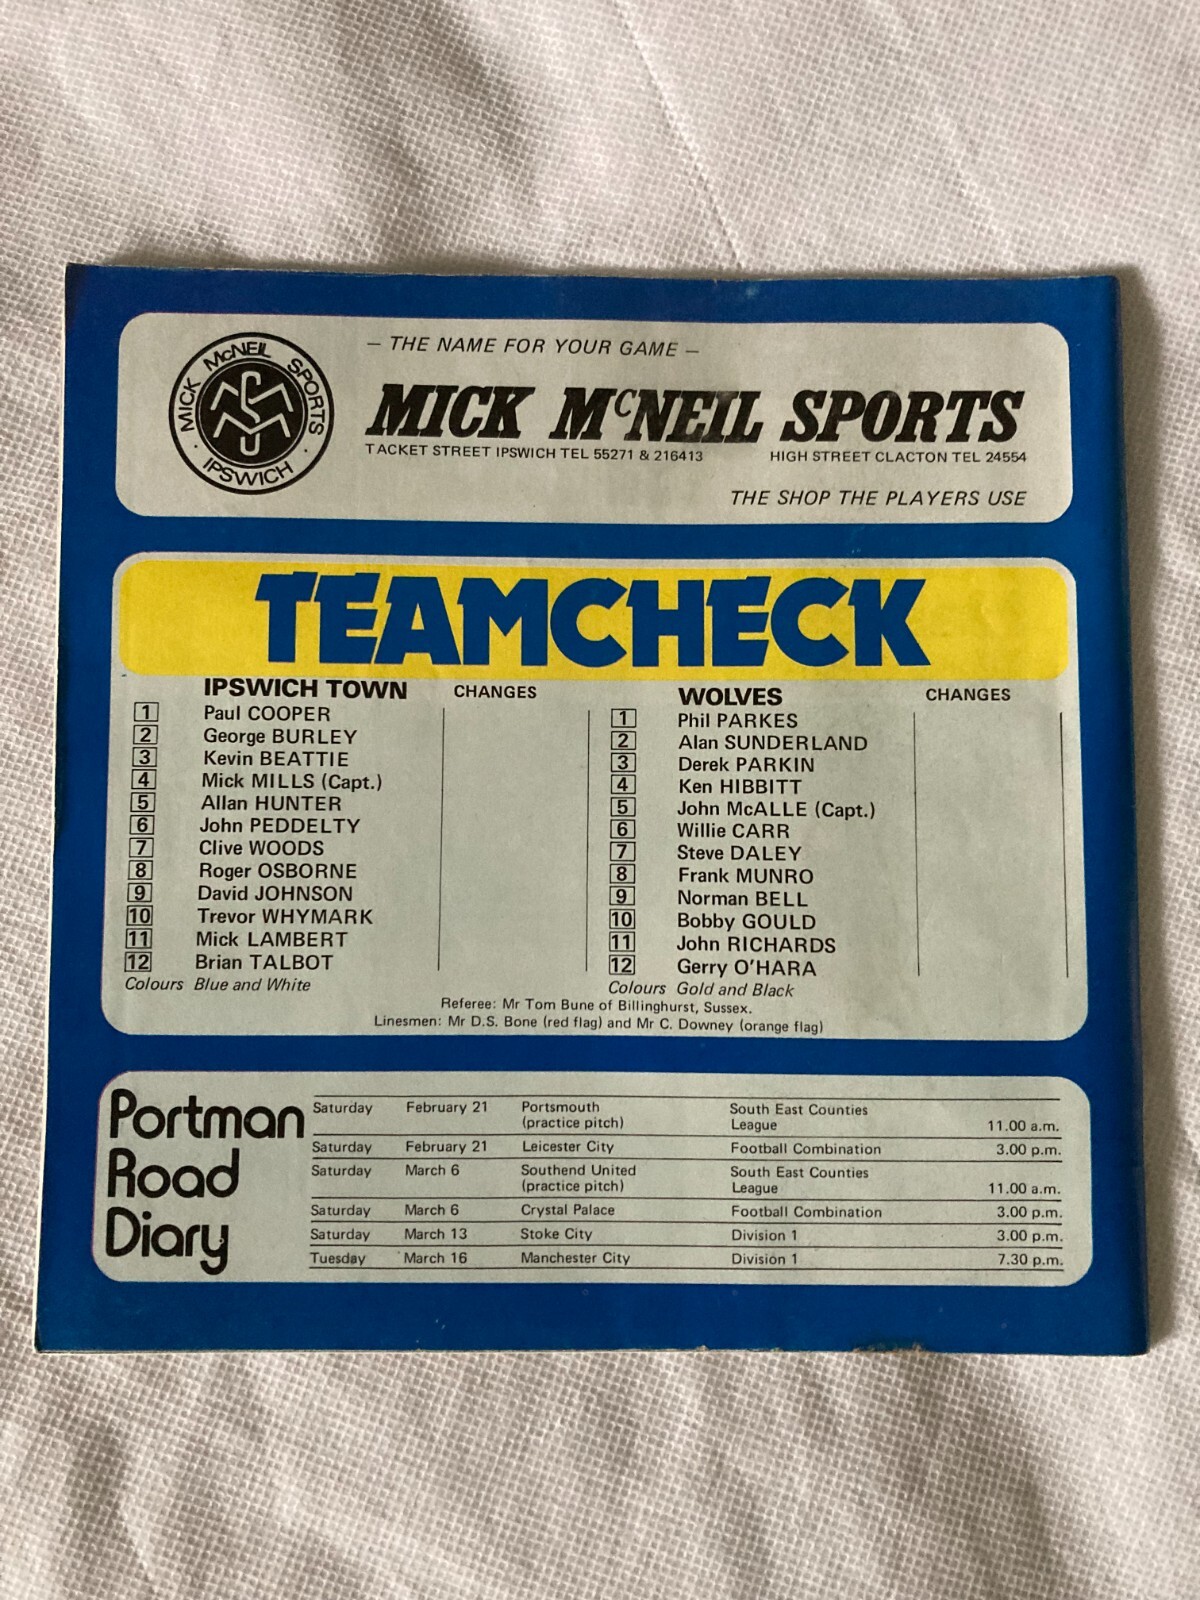 MICK McNEIL SPORTS
· IPSWICH ·
— THE NAME FOR YOUR GAME —
MICK McNEIL SPORTS
TACKET STREET IPSWICH TEL 55271 & 216413 HIGH STREET CLACTON TEL 24554
THE SHOP THE PLAYERS USE
TEAMCHECK
IPSWICH TOWN CHANGES
1 Paul COOPER
2 George BURLEY
3 Kevin BEATTIE
4 Mick MILLS (Capt.)
5 Allan HUNTER
6 John PEDDELTY
7 Clive WOODS
8 Roger OSBORNE
9 David JOHNSON
10 Trevor WHYMARK
11 Mick LAMBERT
12 Brian TALBOT
Colours Blue and White
WOLVES CHANGES
1 Phil PARKES
2 Alan SUNDERLAND
3 Derek PARKIN
4 Ken HIBBITT
5 John McALLE (Capt.)
6 Willie CARR
7 Steve DALEY
8 Frank MUNRO
9 Norman BELL
10 Bobby GOULD
11 John RICHARDS
12 Gerry O'HARA
Colours Gold and Black
Referee: Mr Tom Bune of Billinghurst, Sussex.
Linesmen: Mr D.S. Bone (red flag) and Mr C. Downey (orange flag)
Portman
Road
Diary
Saturday February 21 Portsmouth South East Counties
(practice pitch) League 11.00 a.m.
Saturday February 21 Leicester City Football Combination 3.00 p.m.
Saturday March 6 Southend United South East Counties
(practice pitch) League 11.00 a.m.
Saturday March 6 Crystal Palace Football Combination 3.00 p.m.
Saturday March 13 Stoke City Division 1 3.00 p.m.
Tuesday March 16 Manchester City Division 1 7.30 p.m.